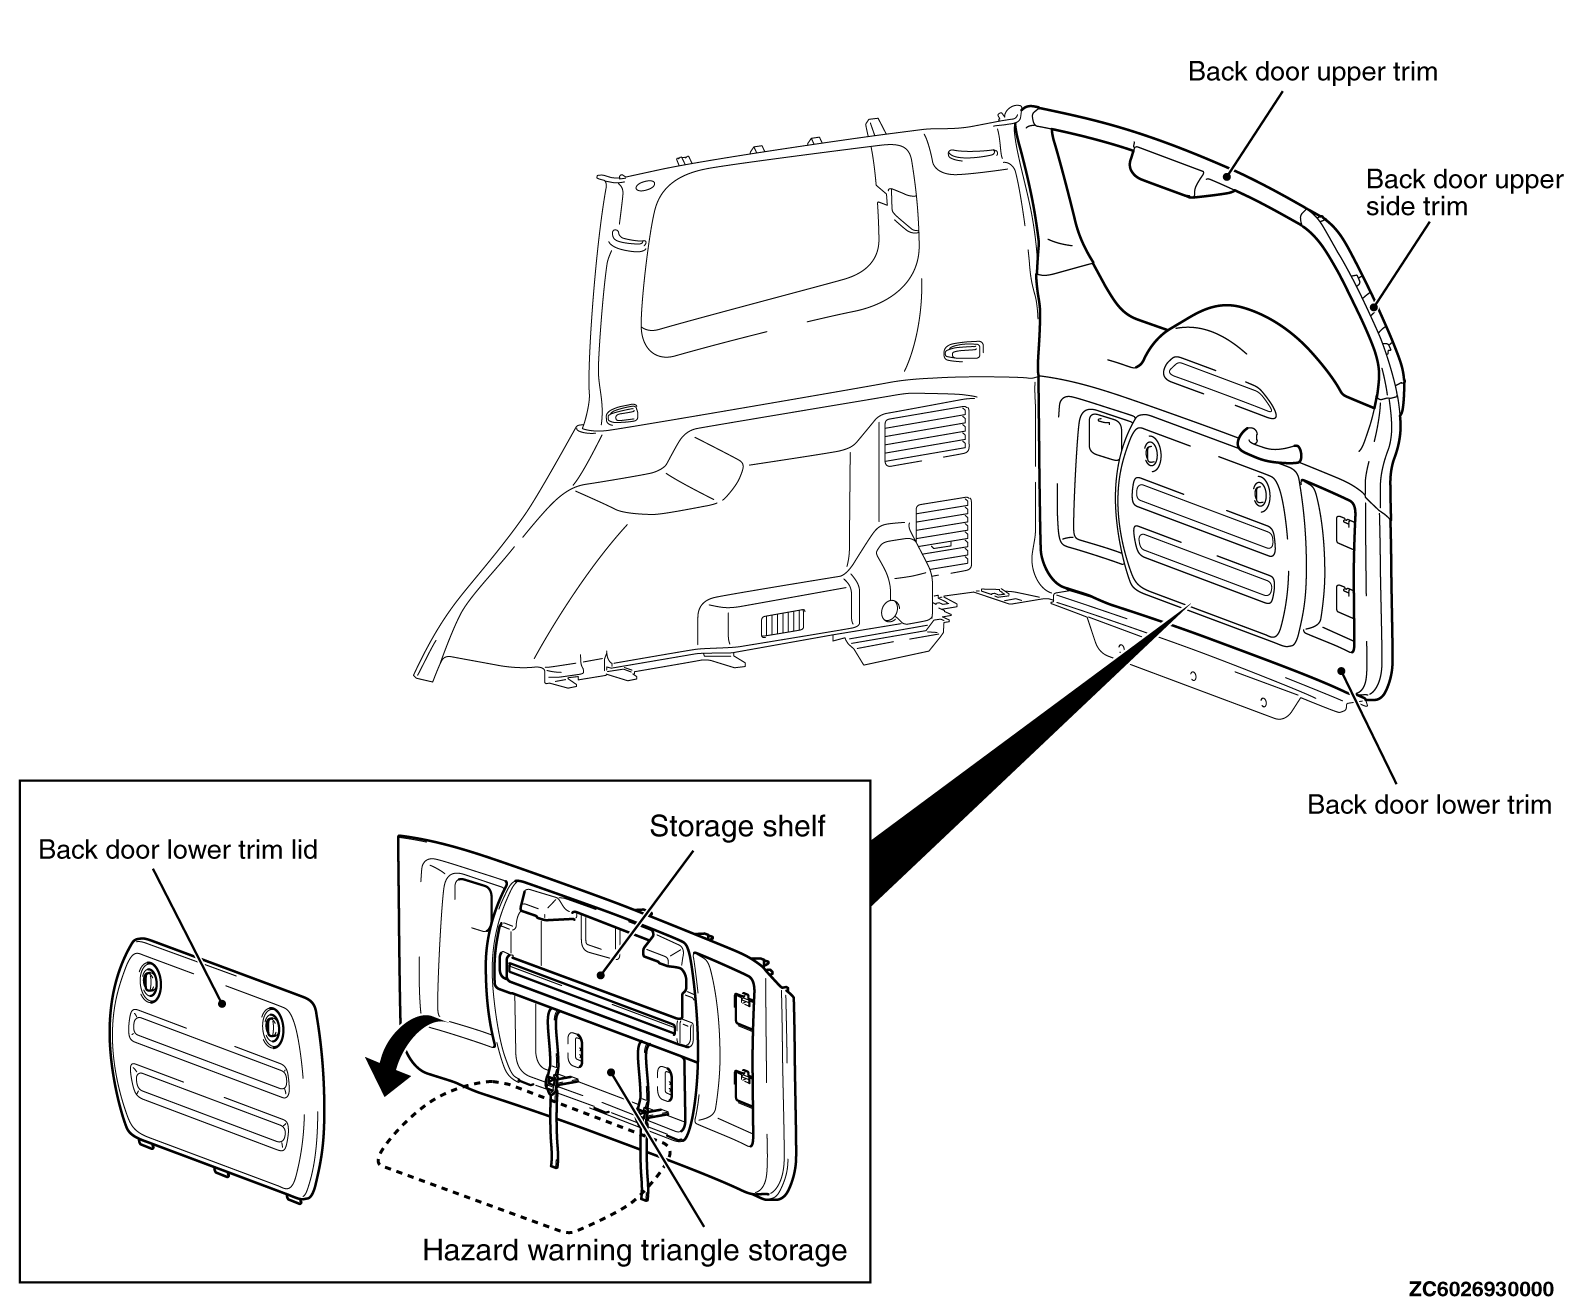 Back door upper trim
Back door upper
side trim
Back door lower trim
Storage shelf
Back door lower trim lid
Hazard warning triangle storage
ZC6026930000